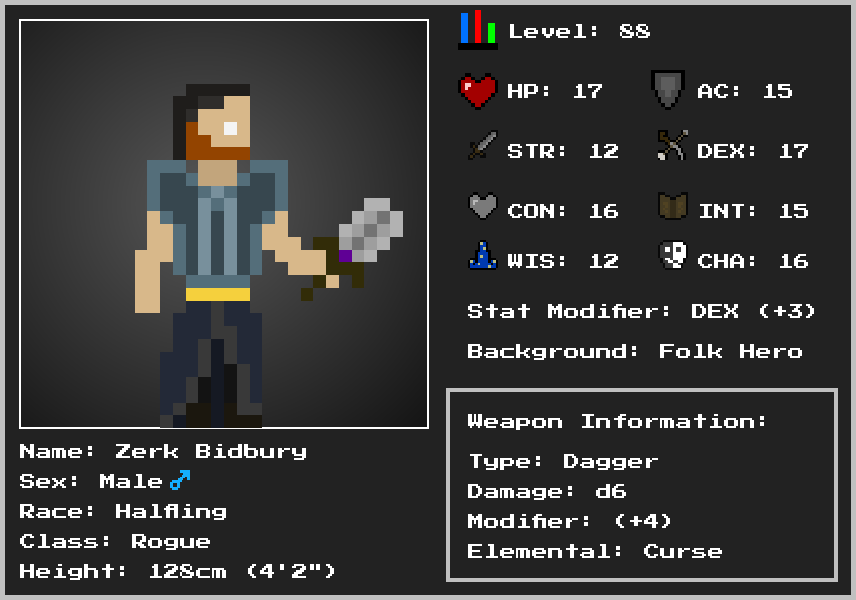 Level: 88
HP: 17 AC: 15
STR: 12 DEX: 17
CON: 16 INT: 15
WIS: 12 CHA: 16
Stat Modifier: DEX (+3)
Background: Folk Hero
Weapon Information:
Type: Dagger
Damage: d6
Modifier: (+4)
Elemental: Curse
Name: Zerk Bidbury
Sex: Male ♂
Race: Halfling
Class: Rogue
Height: 128cm (4'2")